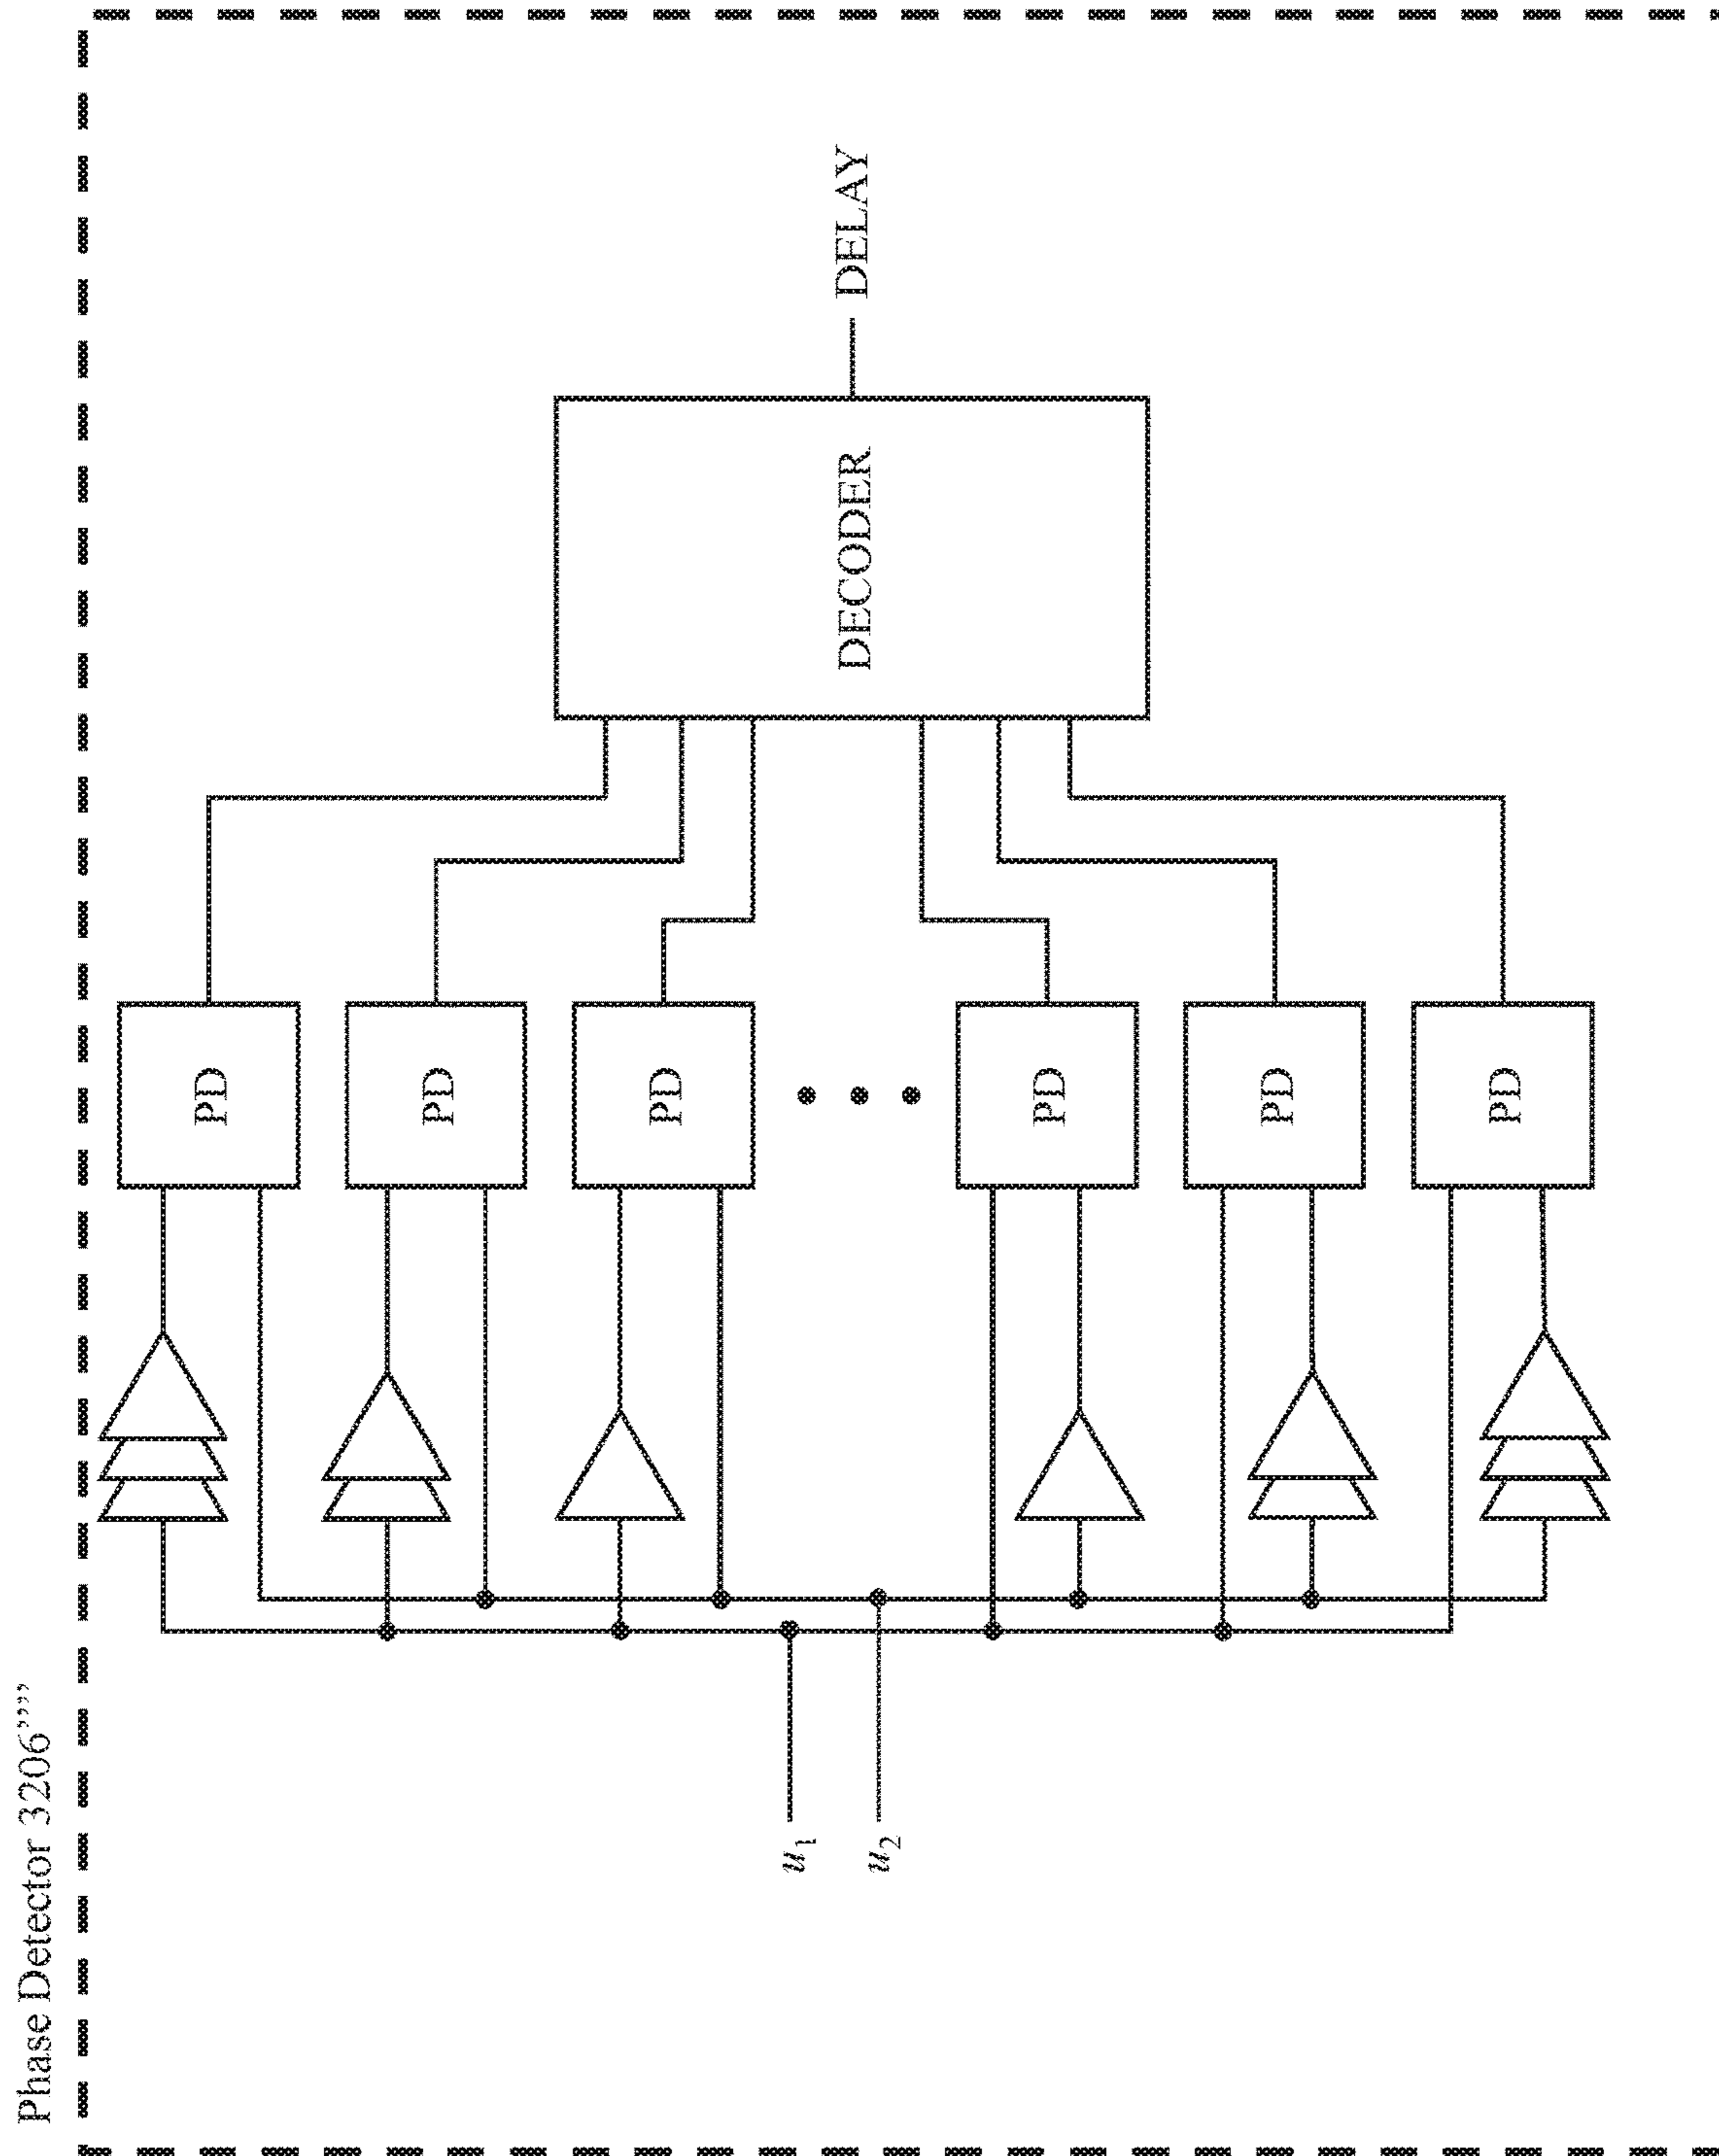 Phase Detector 3206””
PD
PD
PD
PD
PD
PD
u1
u2
DECODER
DELAY